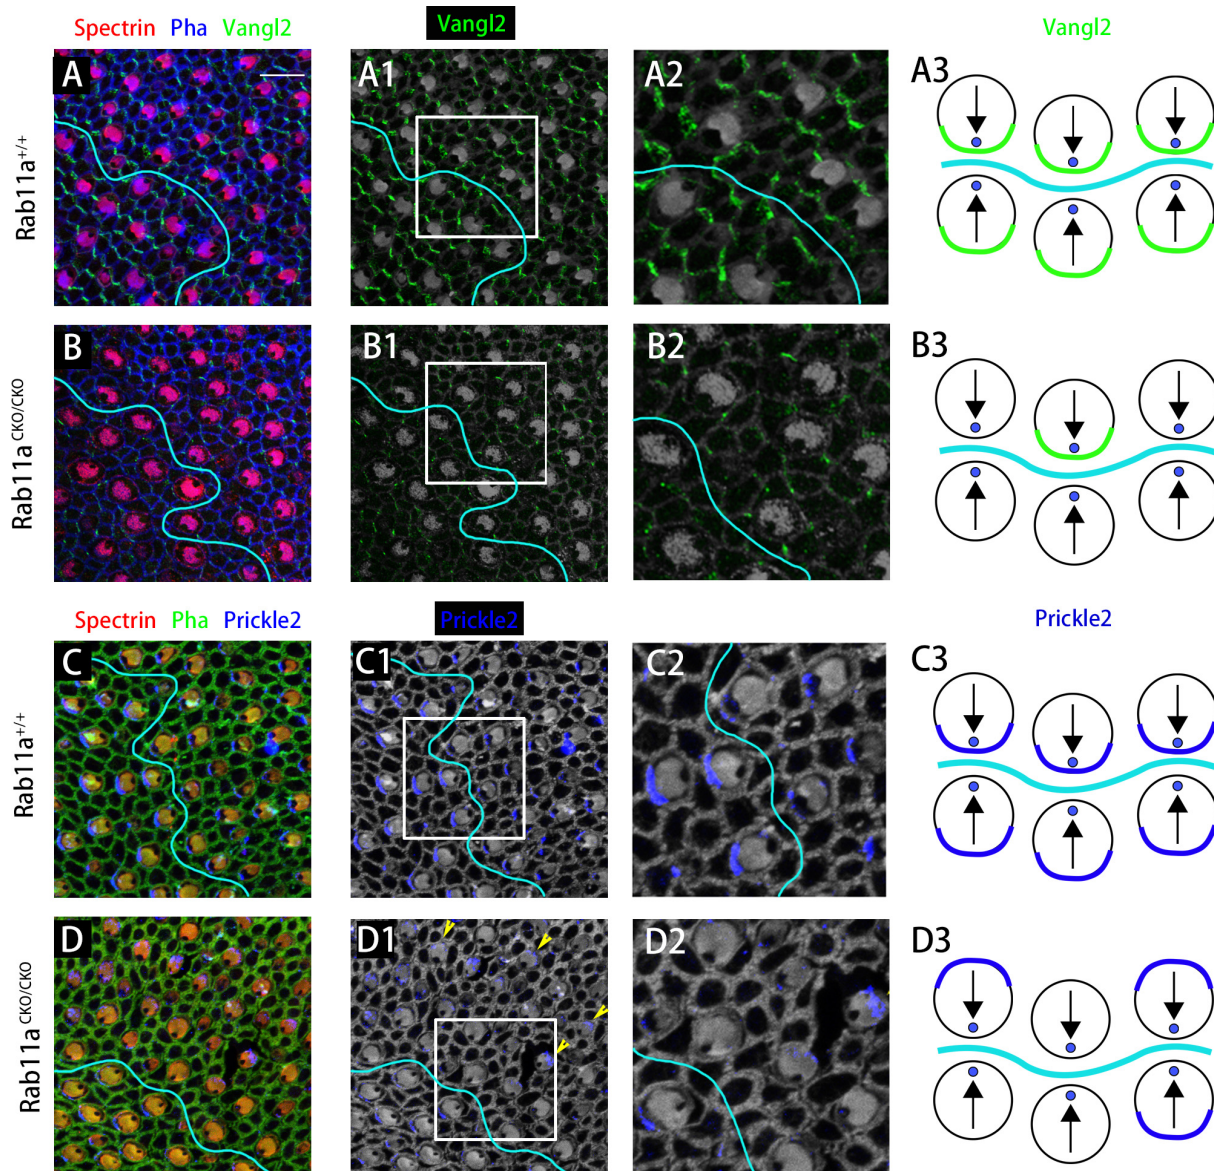 Spectrin Pha Vangl2
Vangl2
Vangl2
Rab11a+/+
A
A1
A2
A3
Rab11aCKO/CKO
B
B1
B2
B3
Spectrin Pha Prickle2
Prickle2
Prickle2
Rab11a+/+
C
C1
C2
C3
Rab11aCKO/CKO
D
D1
D2
D3